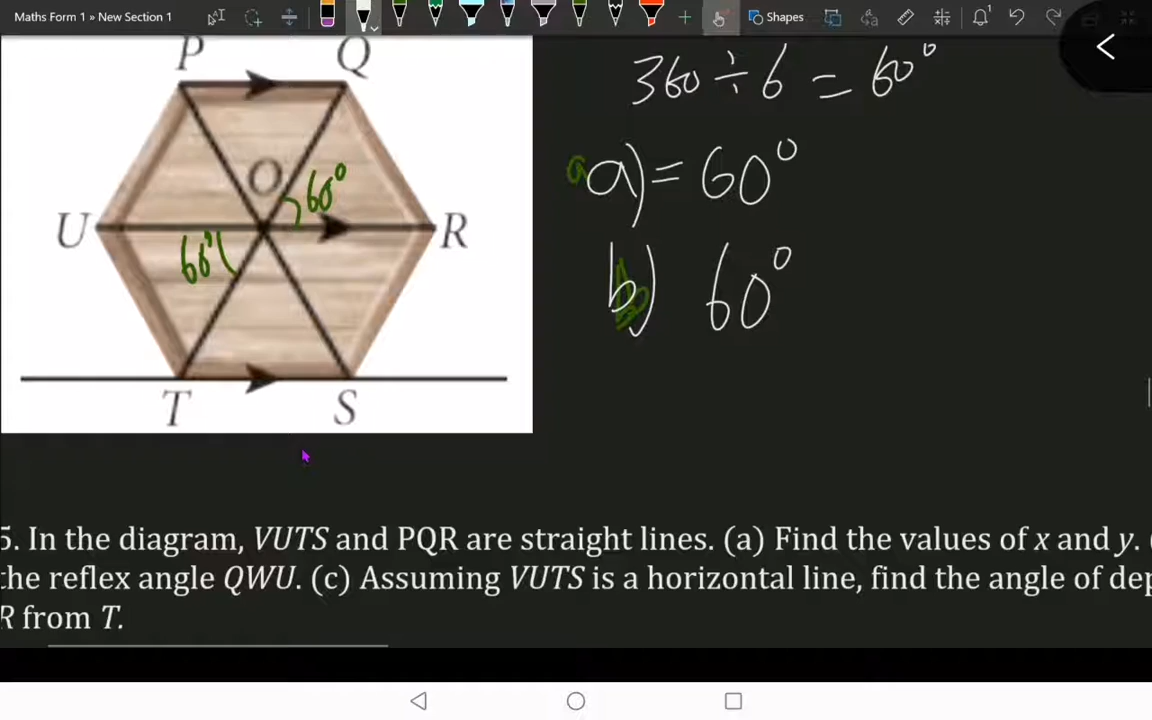 Maths Form 1 » New Section 1
Shapes
P Q
360 ÷ 6 = 60°
a) = 60°
O 60°
U R
60°
b) 60°
T S
5. In the diagram, VUTS and PQR are straight lines. (a) Find the values of x and y. (
the reflex angle QWU. (c) Assuming VUTS is a horizontal line, find the angle of dep
R from T.